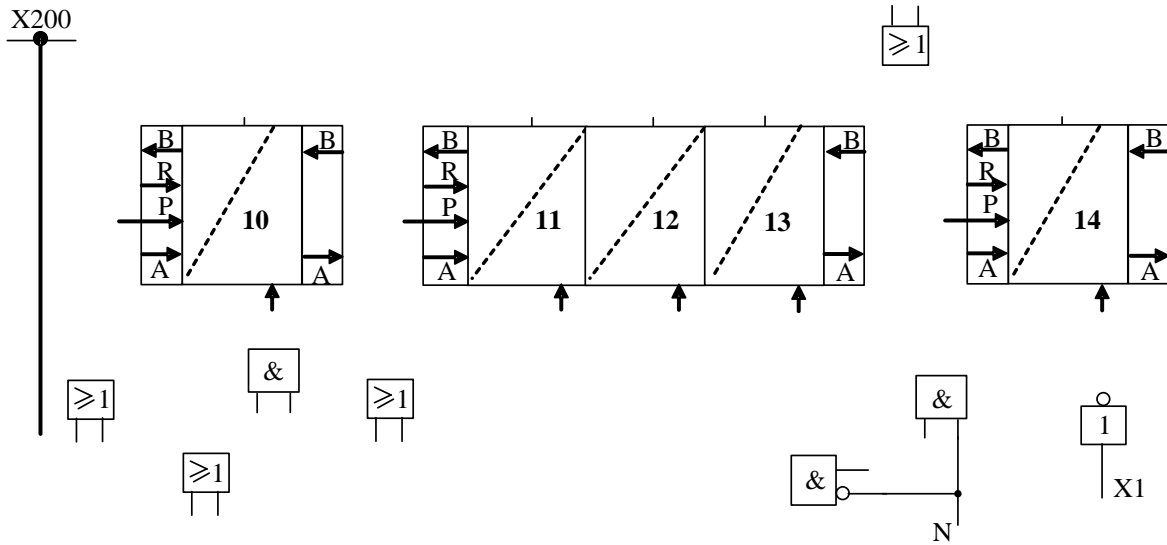 X200
≥1
B B B B B B
R R R
P P P
10 11 12 13 14
A A A A A A
& & 
≥1 ≥1 1
≥1 & X1
N